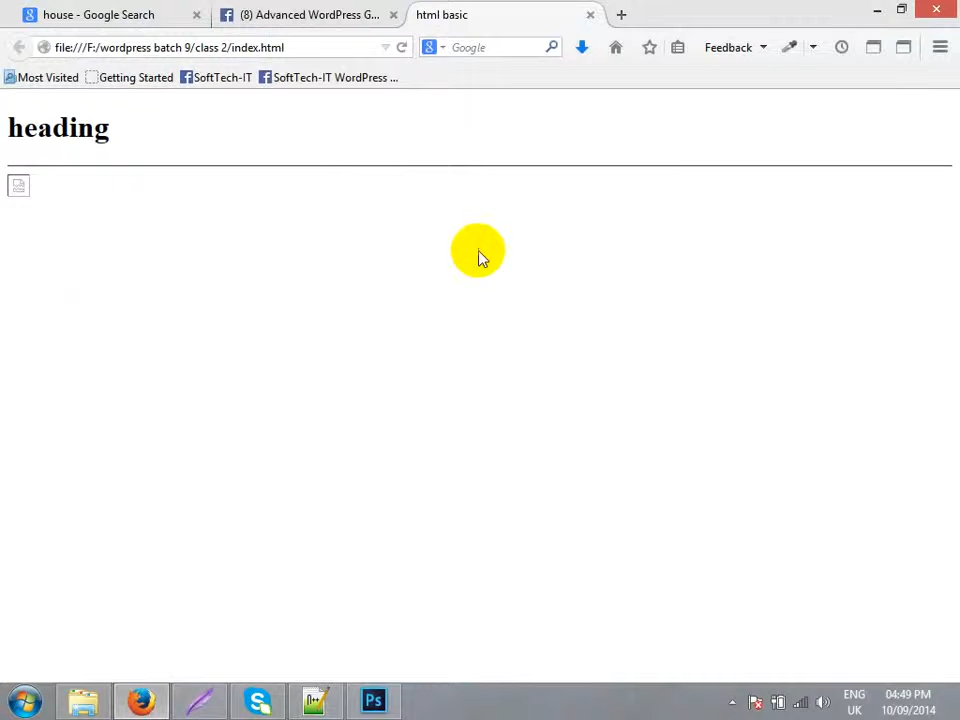 house - Google Search
(8) Advanced WordPress G...
html basic
file:///F:/wordpress batch 9/class 2/index.html
Google
Feedback
Most Visited
Getting Started
SoftTech-IT
SoftTech-IT WordPress ...
heading
ENG
UK
04:49 PM
10/09/2014